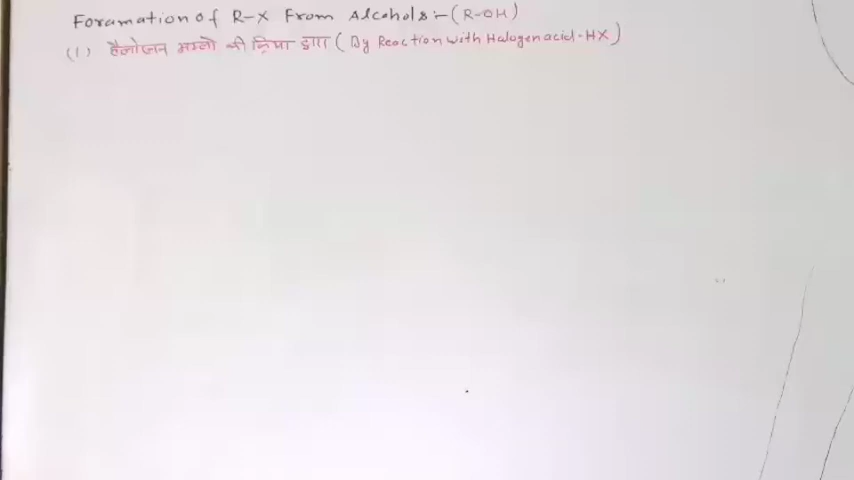 Foramation of R-X From Alcohols:-(R-OH)
(1) हैलोजन अम्लो की क्रिया द्वारा (By Reaction with Halogen acid-HX)